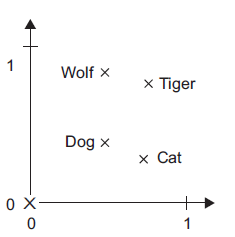 1
Wolf ×
× Tiger
Dog ×
× Cat
0 ×
0 1